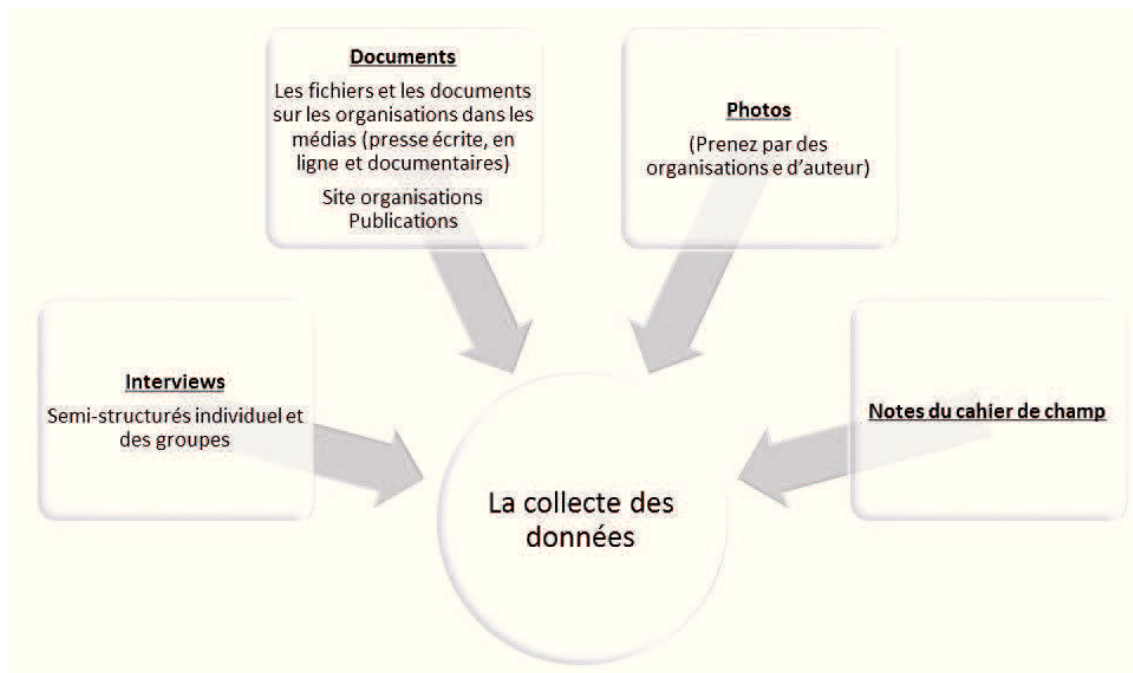 Documents
Les fichiers et les documents
sur les organisations dans les
médias (presse écrite, en
ligne et documentaires)
Site organisations
Publications
Photos
(Prenez par des
organisations e d'auteur)
Interviews
Semi-structurés individuel et
des groupes
Notes du cahier de champ
La collecte des
données